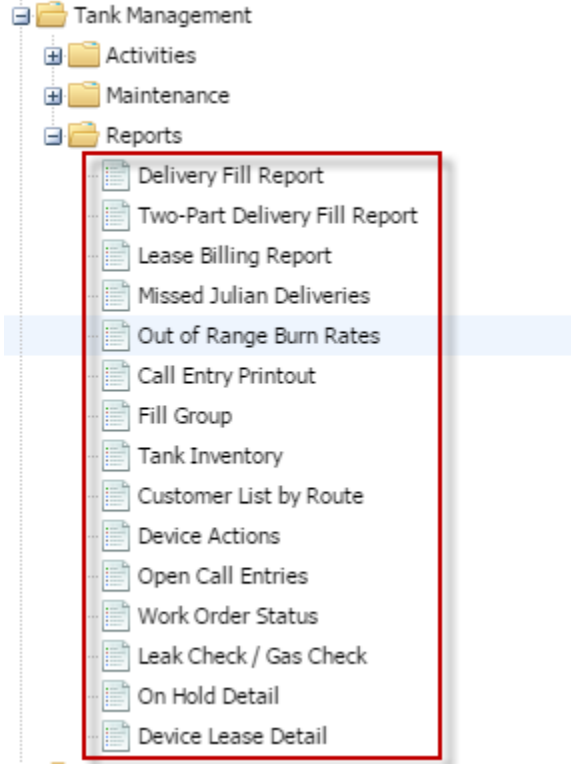 Tank Management
Activities
Maintenance
Reports
Delivery Fill Report
Two-Part Delivery Fill Report
Lease Billing Report
Missed Julian Deliveries
Out of Range Burn Rates
Call Entry Printout
Fill Group
Tank Inventory
Customer List by Route
Device Actions
Open Call Entries
Work Order Status
Leak Check / Gas Check
On Hold Detail
Device Lease Detail